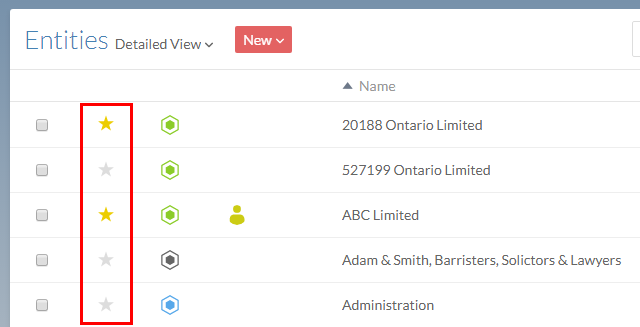 Entities Detailed View New
Name
20188 Ontario Limited
527199 Ontario Limited
ABC Limited
Adam & Smith, Barristers, Solictors & Lawyers
Administration